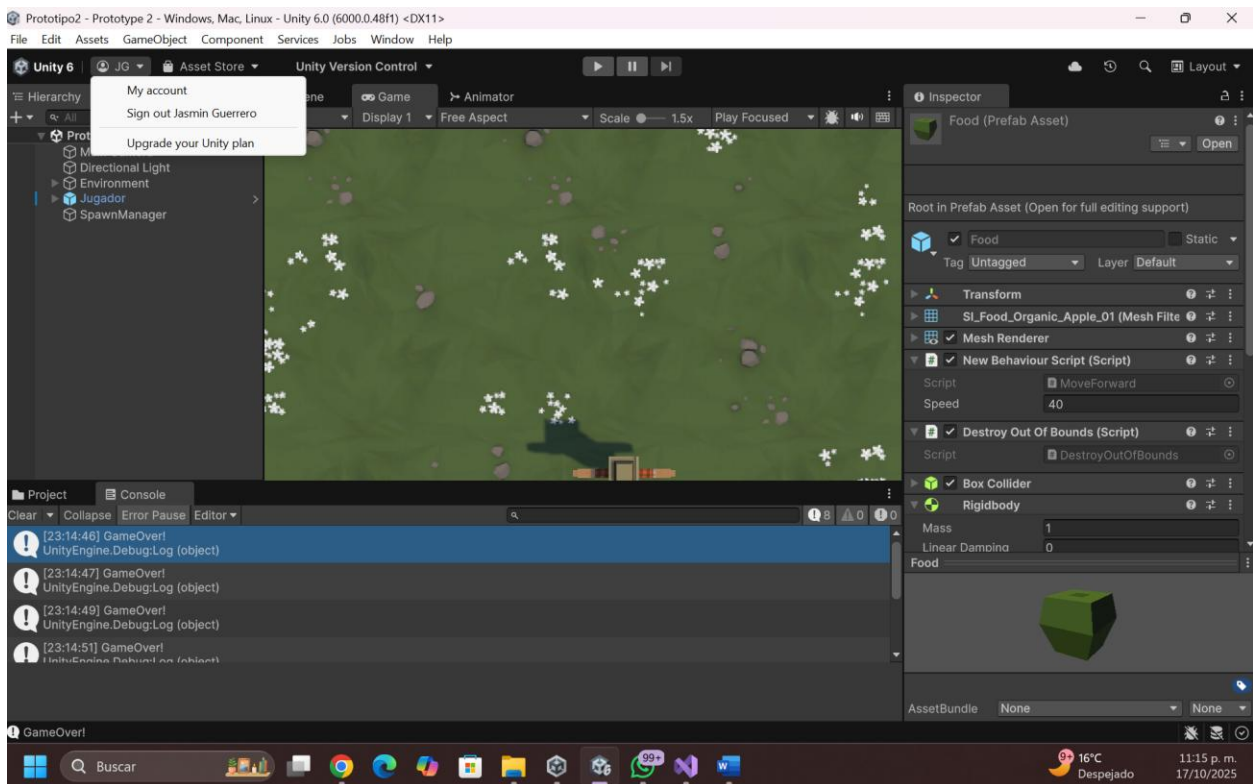 Prototipo2 - Prototype 2 - Windows, Mac, Linux - Unity 6.0 (6000.0.48f1) <DX11>
File Edit Assets GameObject Component Services Jobs Window Help
Unity 6 JG Asset Store Unity Version Control Layout
My account
Sign out Jasmin Guerrero
Upgrade your Unity plan
Hierarchy
Game Animator
Inspector
All
Display 1 Free Aspect Scale 1.5x Play Focused
Directional Light
Environment
Jugador
SpawnManager
Food (Prefab Asset)
Open
Root in Prefab Asset (Open for full editing support)
Food Static
Tag Untagged Layer Default
Transform
SI_Food_Organic_Apple_01 (Mesh Filte
Mesh Renderer
New Behaviour Script (Script)
Script MoveForward
Speed 40
Destroy Out Of Bounds (Script)
Script DestroyOutOfBounds
Box Collider
Rigidbody
Mass 1
Linear Damping 0
Food
AssetBundle None None
Project Console
Clear Collapse Error Pause Editor 8 0 0
[23:14:46] GameOver!
UnityEngine.Debug:Log (object)
[23:14:47] GameOver!
UnityEngine.Debug:Log (object)
[23:14:49] GameOver!
UnityEngine.Debug:Log (object)
[23:14:51] GameOver!
UnityEngine.Debug:Log (object)
GameOver!
Buscar
99+
9+ 16°C
Despejado
11:15 p. m.
17/10/2025